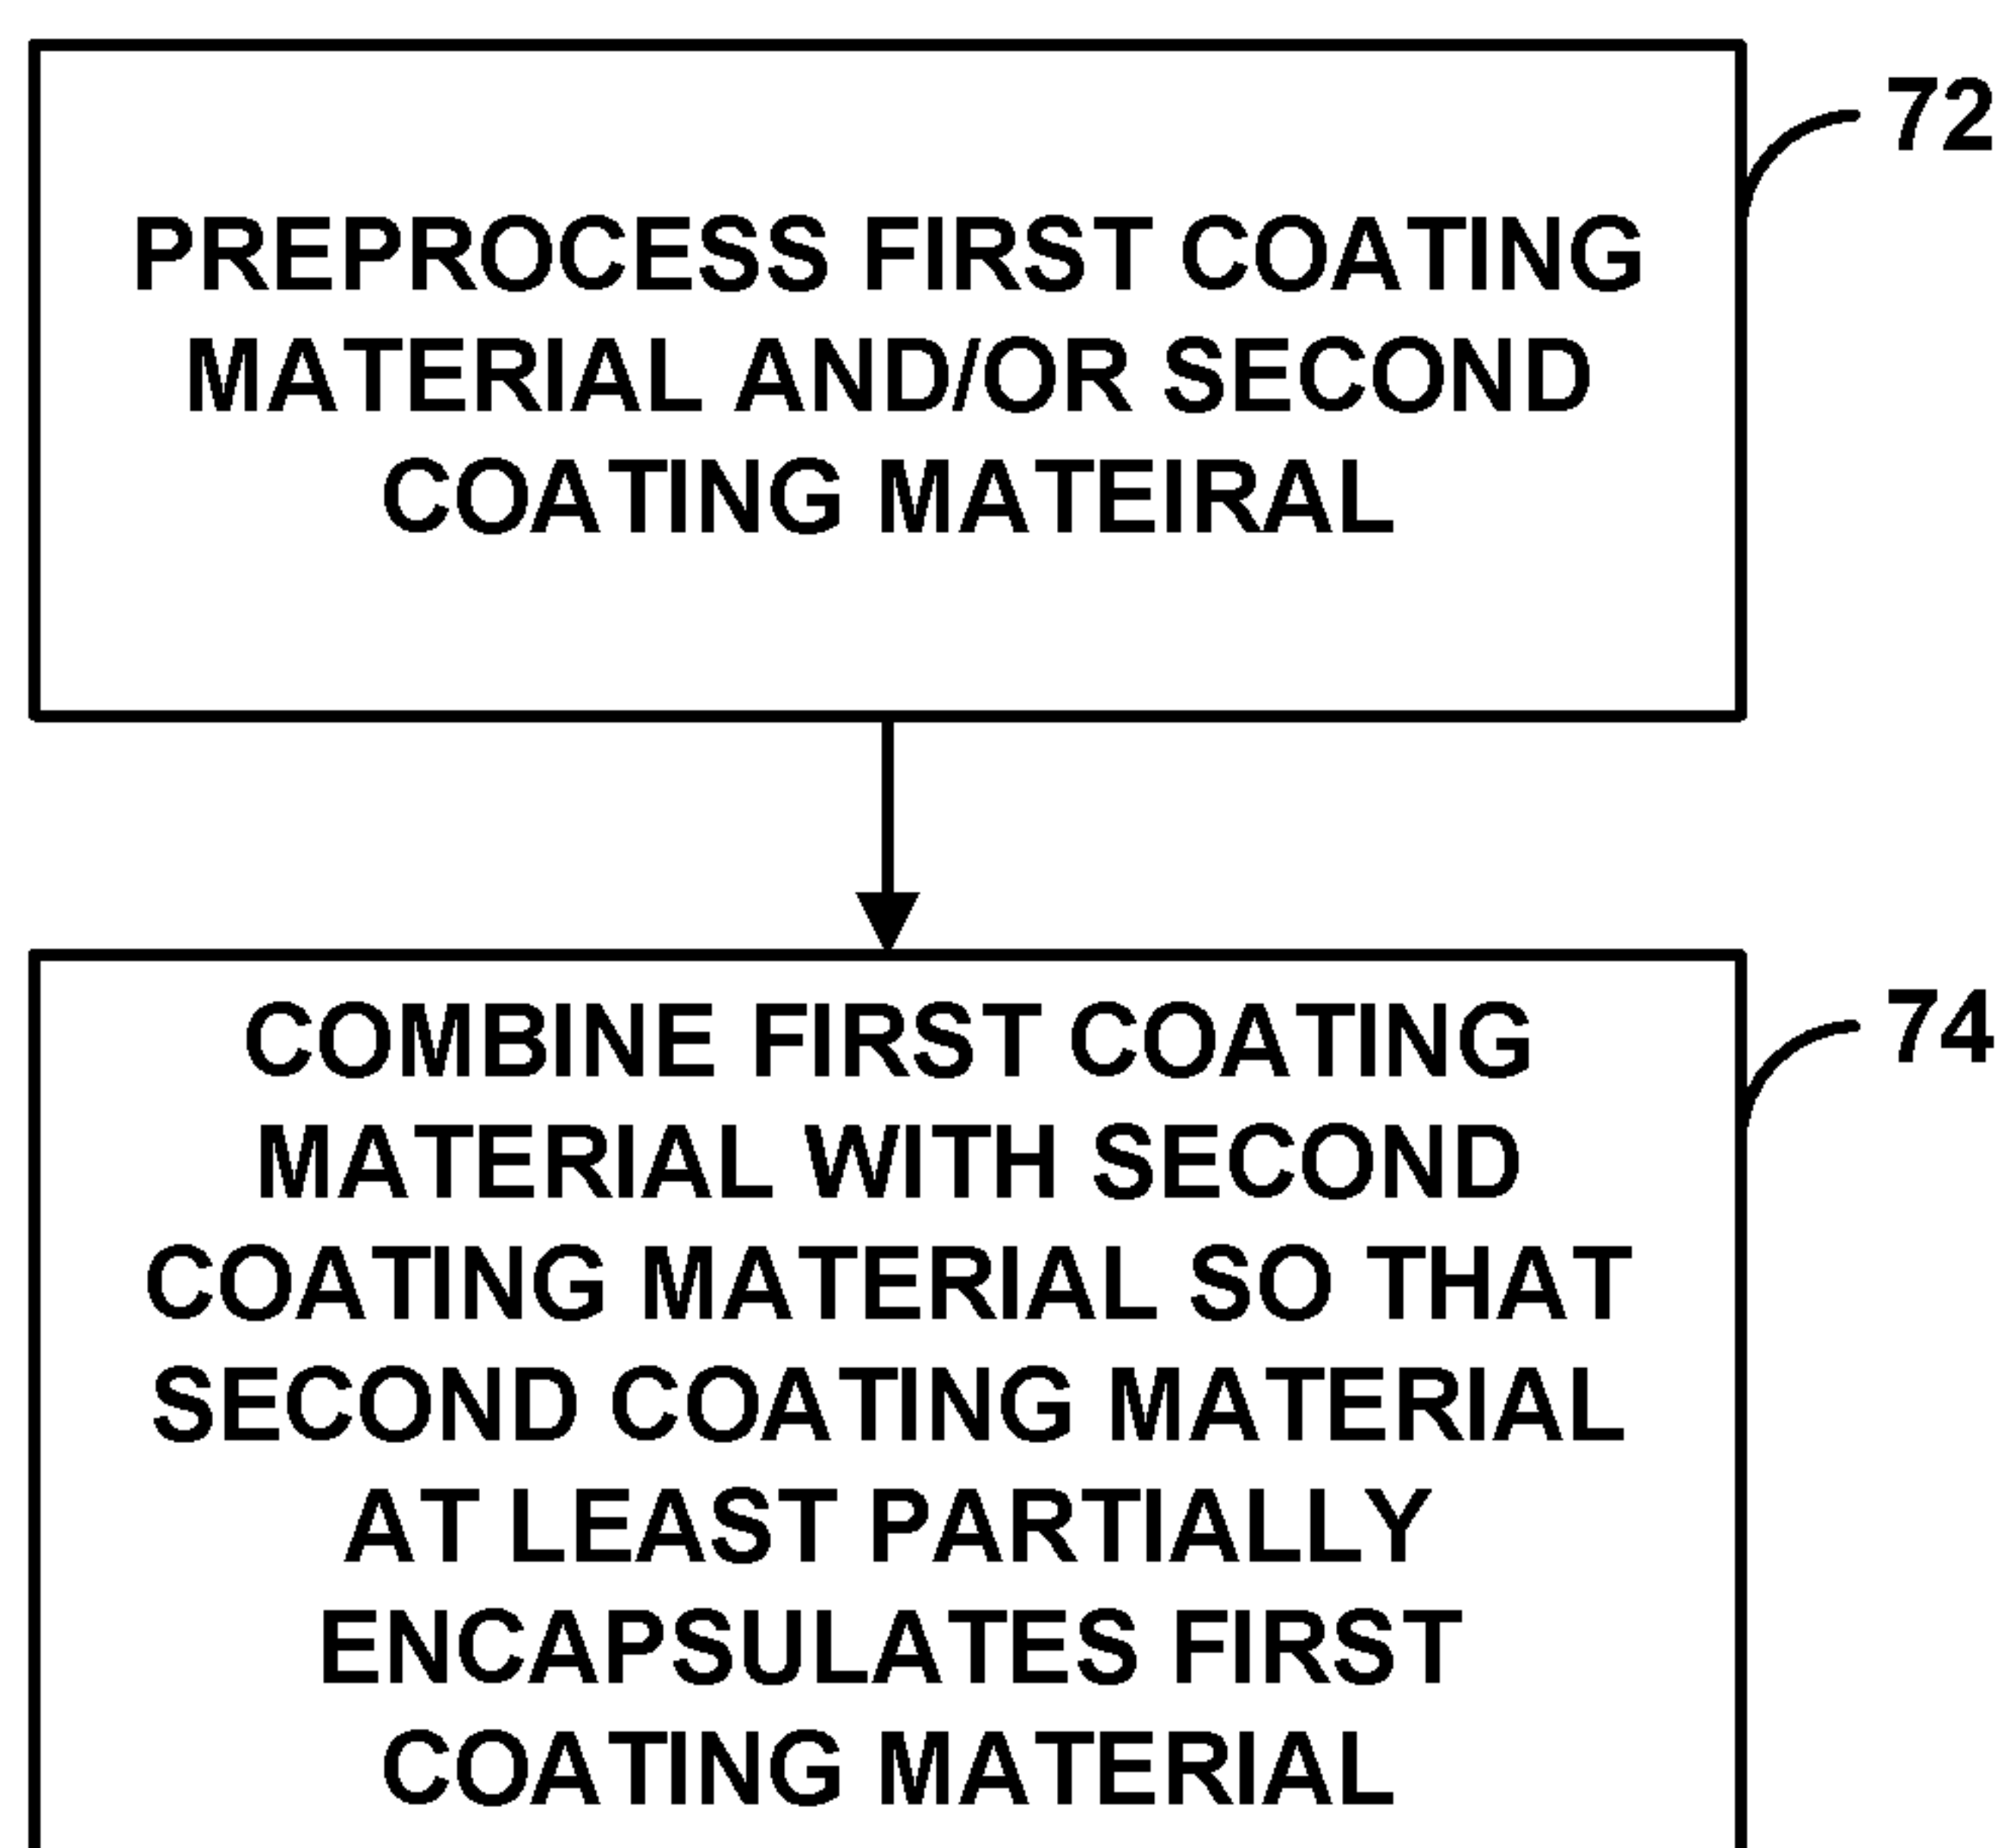 72
PREPROCESS FIRST COATING
MATERIAL AND/OR SECOND
COATING MATEIRAL
74
COMBINE FIRST COATING
MATERIAL WITH SECOND
COATING MATERIAL SO THAT
SECOND COATING MATERIAL
AT LEAST PARTIALLY
ENCAPSULATES FIRST
COATING MATERIAL